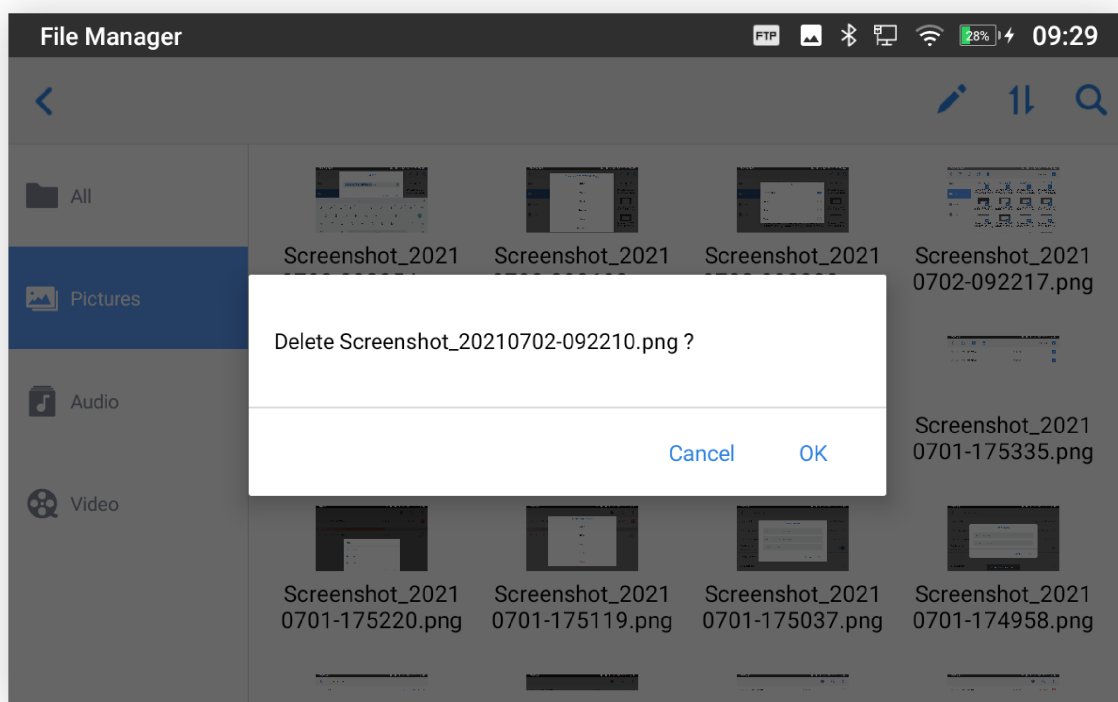 File Manager
FTP
28%
09:29
All
Pictures
Audio
Video
Screenshot_2021
Screenshot_2021
Screenshot_2021
Screenshot_2021
0702-092217.png
Delete Screenshot_20210702-092210.png ?
Cancel
OK
Screenshot_2021
0701-175335.png
Screenshot_2021
0701-175220.png
Screenshot_2021
0701-175119.png
Screenshot_2021
0701-175037.png
Screenshot_2021
0701-174958.png